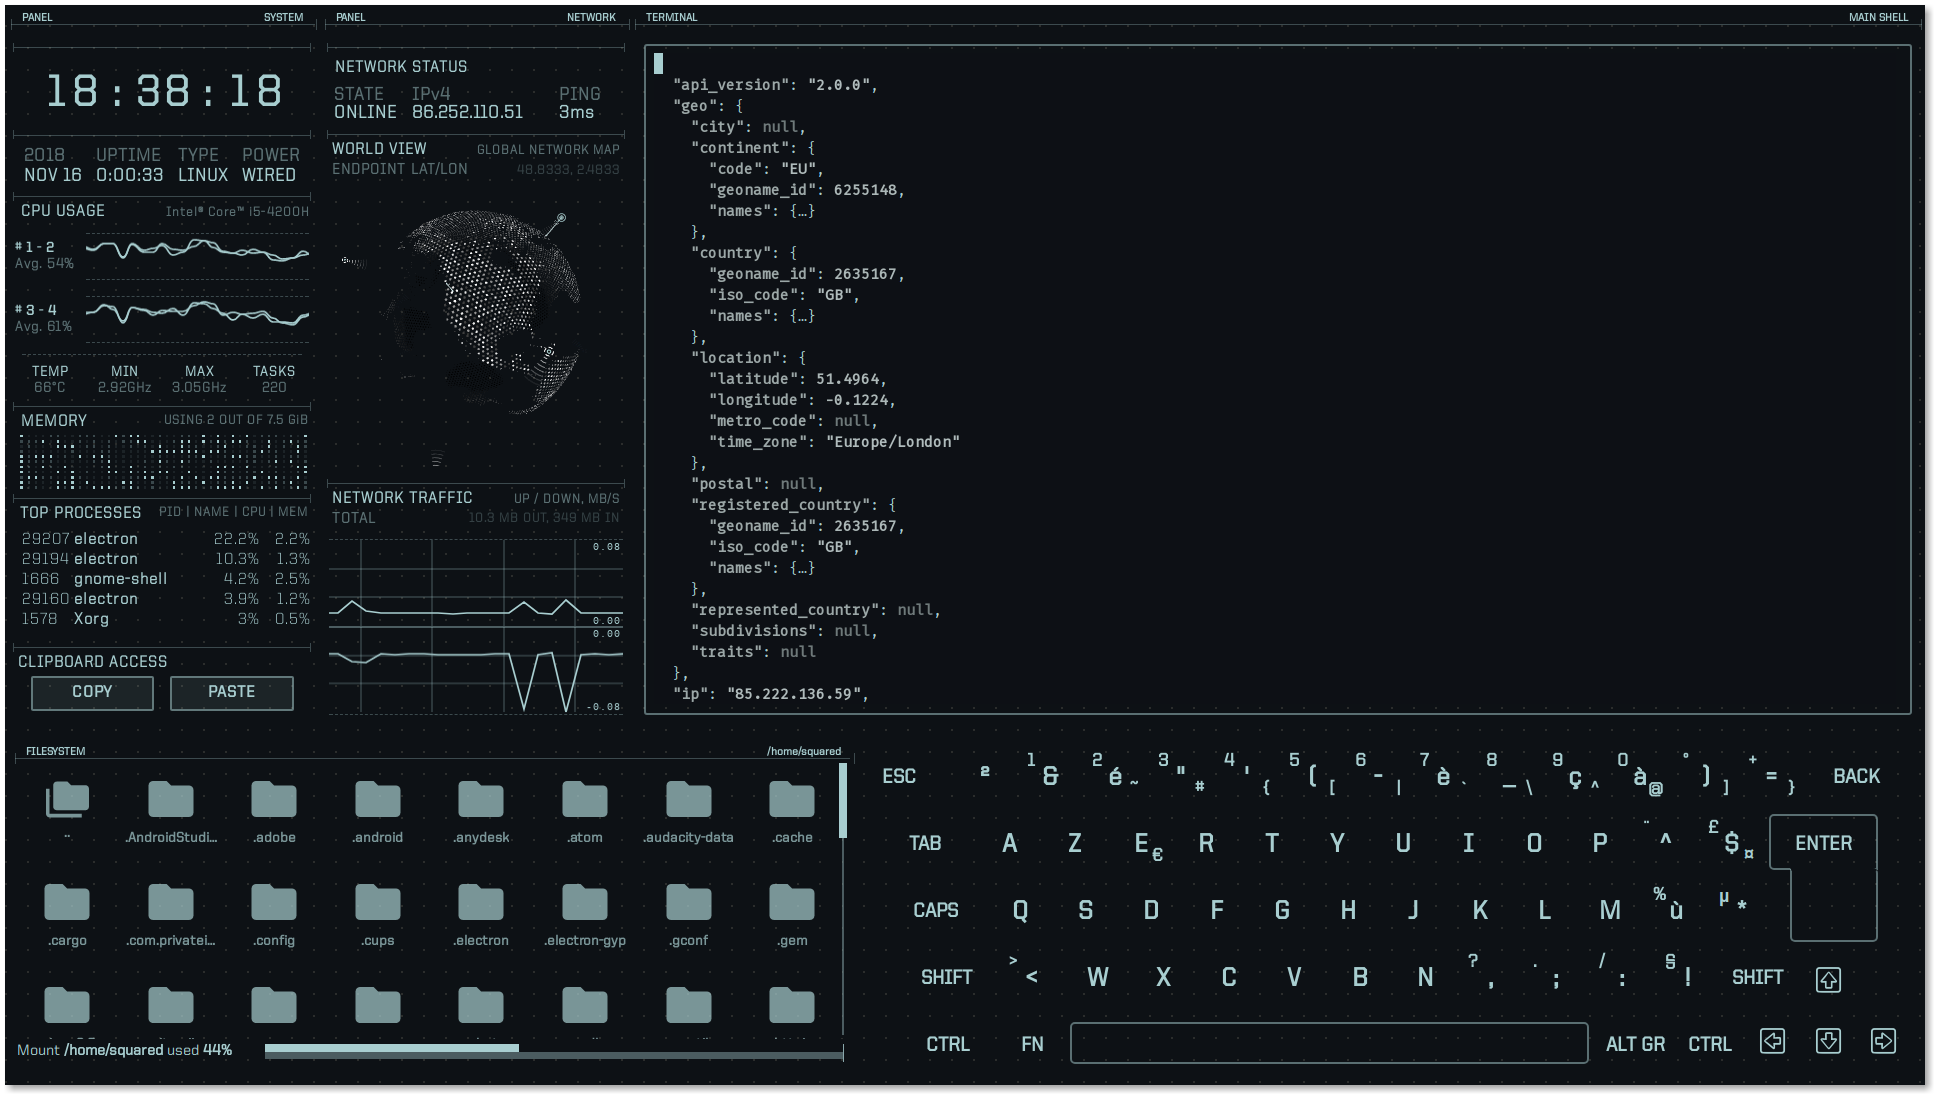 PANEL SYSTEM
18:38:18
2018 UPTIME TYPE POWER
NOV 16 0:00:33 LINUX WIRED
CPU USAGE Intel® Core™ i5-4200H
#1-2
Avg. 54%
#3-4
Avg. 61%
TEMP MIN MAX TASKS
66°C 2.92GHz 3.05GHz 220
MEMORY USING 2 OUT OF 7.5 GiB
TOP PROCESSES PID | NAME | CPU | MEM
29207 electron 22.2% 2.2%
29194 electron 10.3% 1.3%
1666 gnome-shell 4.2% 2.5%
29160 electron 3.9% 1.2%
1578 Xorg 3% 0.5%
CLIPBOARD ACCESS
COPY PASTE
PANEL NETWORK
NETWORK STATUS
STATE IPv4 PING
ONLINE 86.252.110.51 3ms
WORLD VIEW GLOBAL NETWORK MAP
ENDPOINT LAT/LON 48.8333, 2.4833
NETWORK TRAFFIC UP / DOWN, MB/S
TOTAL 10.3 MB OUT, 349 MB IN
0.08
0.00
0.00
-0.08
TERMINAL MAIN SHELL
"api_version": "2.0.0",
"geo": {
"city": null,
"continent": {
"code": "EU",
"geoname_id": 6255148,
"names": {…}
},
"country": {
"geoname_id": 2635167,
"iso_code": "GB",
"names": {…}
},
"location": {
"latitude": 51.4964,
"longitude": -0.1224,
"metro_code": null,
"time_zone": "Europe/London"
},
"postal": null,
"registered_country": {
"geoname_id": 2635167,
"iso_code": "GB",
"names": {…}
},
"represented_country": null,
"subdivisions": null,
"traits": null
},
"ip": "85.222.136.59",
FILESYSTEM /home/squared
.. .AndroidStudi... .adobe .android .anydesk .atom .audacity-data .cache
.cargo .com.privatei... .config .cups .electron .electron-gyp .gconf .gem
Mount /home/squared used 44%
ESC ² 1 & 2 é ~ 3 " # 4 ' { 5 ( [ 6 - | 7 è ` 8 _ \ 9 ç ^ 0 à @ ° ) ] + = } BACK
TAB A Z E € R T Y U I O P ¨ ^ £ $ ¤ ENTER
CAPS Q S D F G H J K L M % ù µ *
SHIFT > < W X C V B N ? , . ; / : § ! SHIFT
CTRL FN ALT GR CTRL